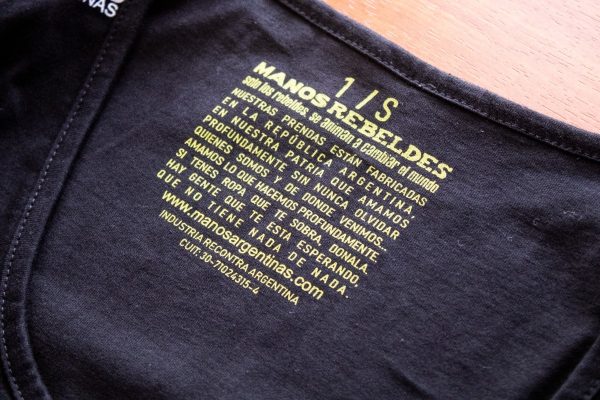 NAS
1/S
MANOS REBELDES
solo los rebeldes se animan a cambiar el mundo
NUESTRAS PRENDAS ESTÁN FABRICADAS
EN LA REPÚBLICA ARGENTINA.
EN NUESTRA PATRIA QUE AMAMOS
PROFUNDAMENTE SIN NUNCA OLVIDAR
QUIENES SOMOS Y DE DONDE VENIMOS.
AMAMOS LO QUE HACEMOS PROFUNDAMENTE.
SI TENES ROPA QUE TE SOBRA, DONALA.
HAY GENTE QUE TE ESTA ESPERANDO,
QUE NO TIENE NADA DE NADA.
www.manosargentinas.com
INDUSTRIA RECONTRA ARGENTINA
CUIT: 30-71024315-4